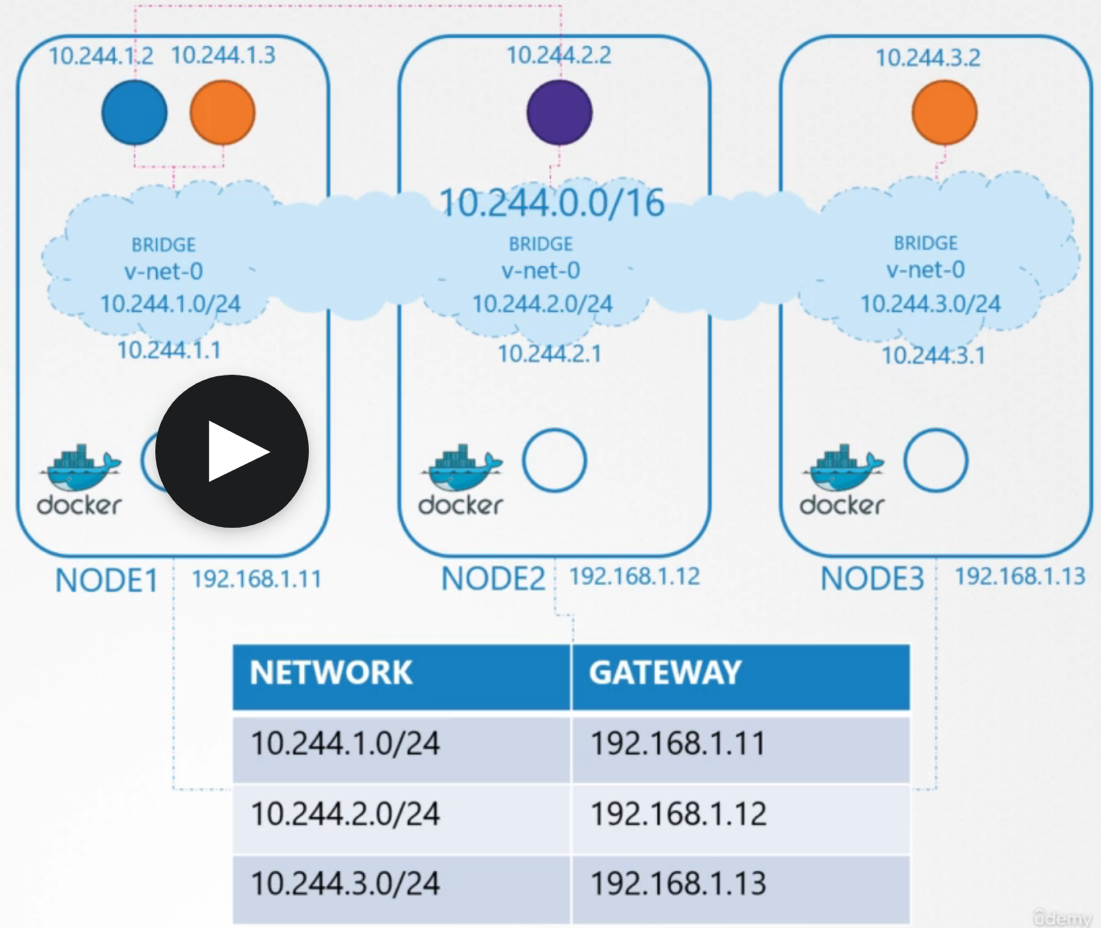 10.244.1.2 10.244.1.3
10.244.2.2
10.244.3.2
10.244.0.0/16
BRIDGE
v-net-0
10.244.1.0/24
10.244.1.1
BRIDGE
v-net-0
10.244.2.0/24
10.244.2.1
BRIDGE
v-net-0
10.244.3.0/24
10.244.3.1
docker
docker
docker
NODE1 192.168.1.11
NODE2 192.168.1.12
NODE3 192.168.1.13
NETWORK GATEWAY
10.244.1.0/24 192.168.1.11
10.244.2.0/24 192.168.1.12
10.244.3.0/24 192.168.1.13
ûdemy